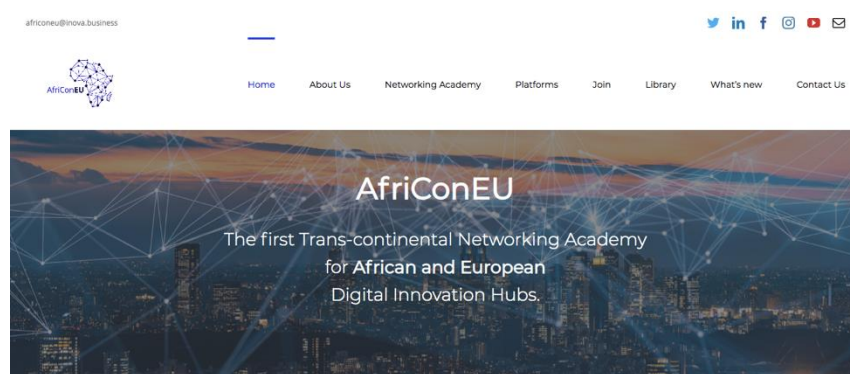 africoneu@inova.business
AfriConEU
Home About Us Networking Academy Platforms Join Library What's new Contact Us
AfriConEU
The first Trans-continental Networking Academy
for African and European
Digital Innovation Hubs.